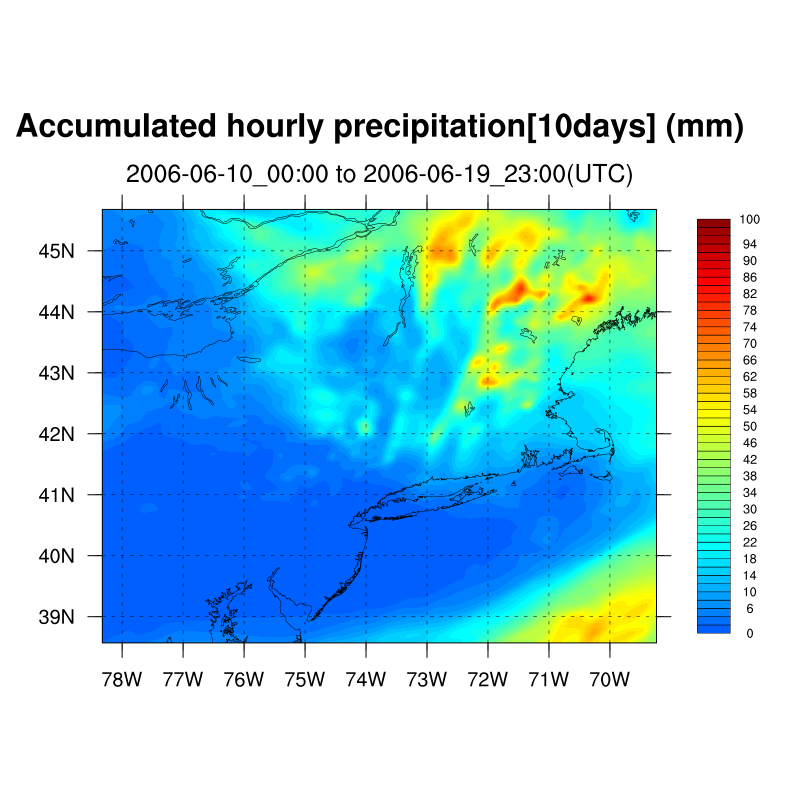 Accumulated hourly precipitation[10days] (mm)
2006-06-10_00:00 to 2006-06-19_23:00(UTC)
45N
44N
43N
42N
41N
40N
39N
78W 77W 76W 75W 74W 73W 72W 71W 70W
100
94
90
86
82
78
74
70
66
62
58
54
50
46
42
38
34
30
26
22
18
14
10
6
0